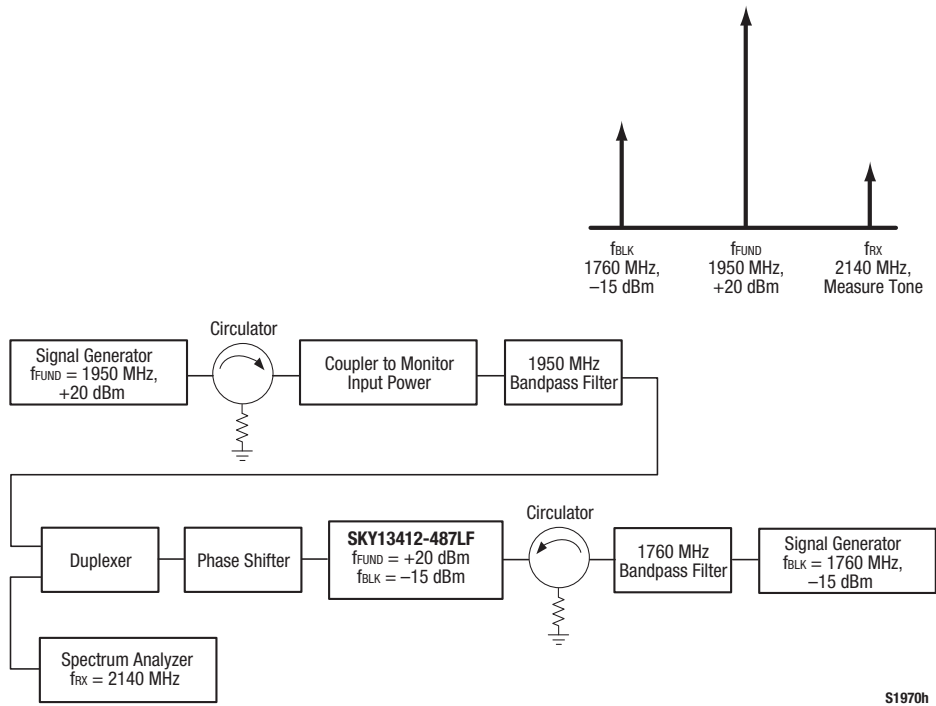 fBLK
1760 MHz,
–15 dBm
fFUND
1950 MHz,
+20 dBm
fRX
2140 MHz,
Measure Tone
Signal Generator
fFUND = 1950 MHz,
+20 dBm
Circulator
Coupler to Monitor
Input Power
1950 MHz
Bandpass Filter
Duplexer
Phase Shifter
SKY13412-487LF
fFUND = +20 dBm
fBLK = –15 dBm
Circulator
1760 MHz
Bandpass Filter
Signal Generator
fBLK = 1760 MHz,
–15 dBm
Spectrum Analyzer
fRX = 2140 MHz
S1970h